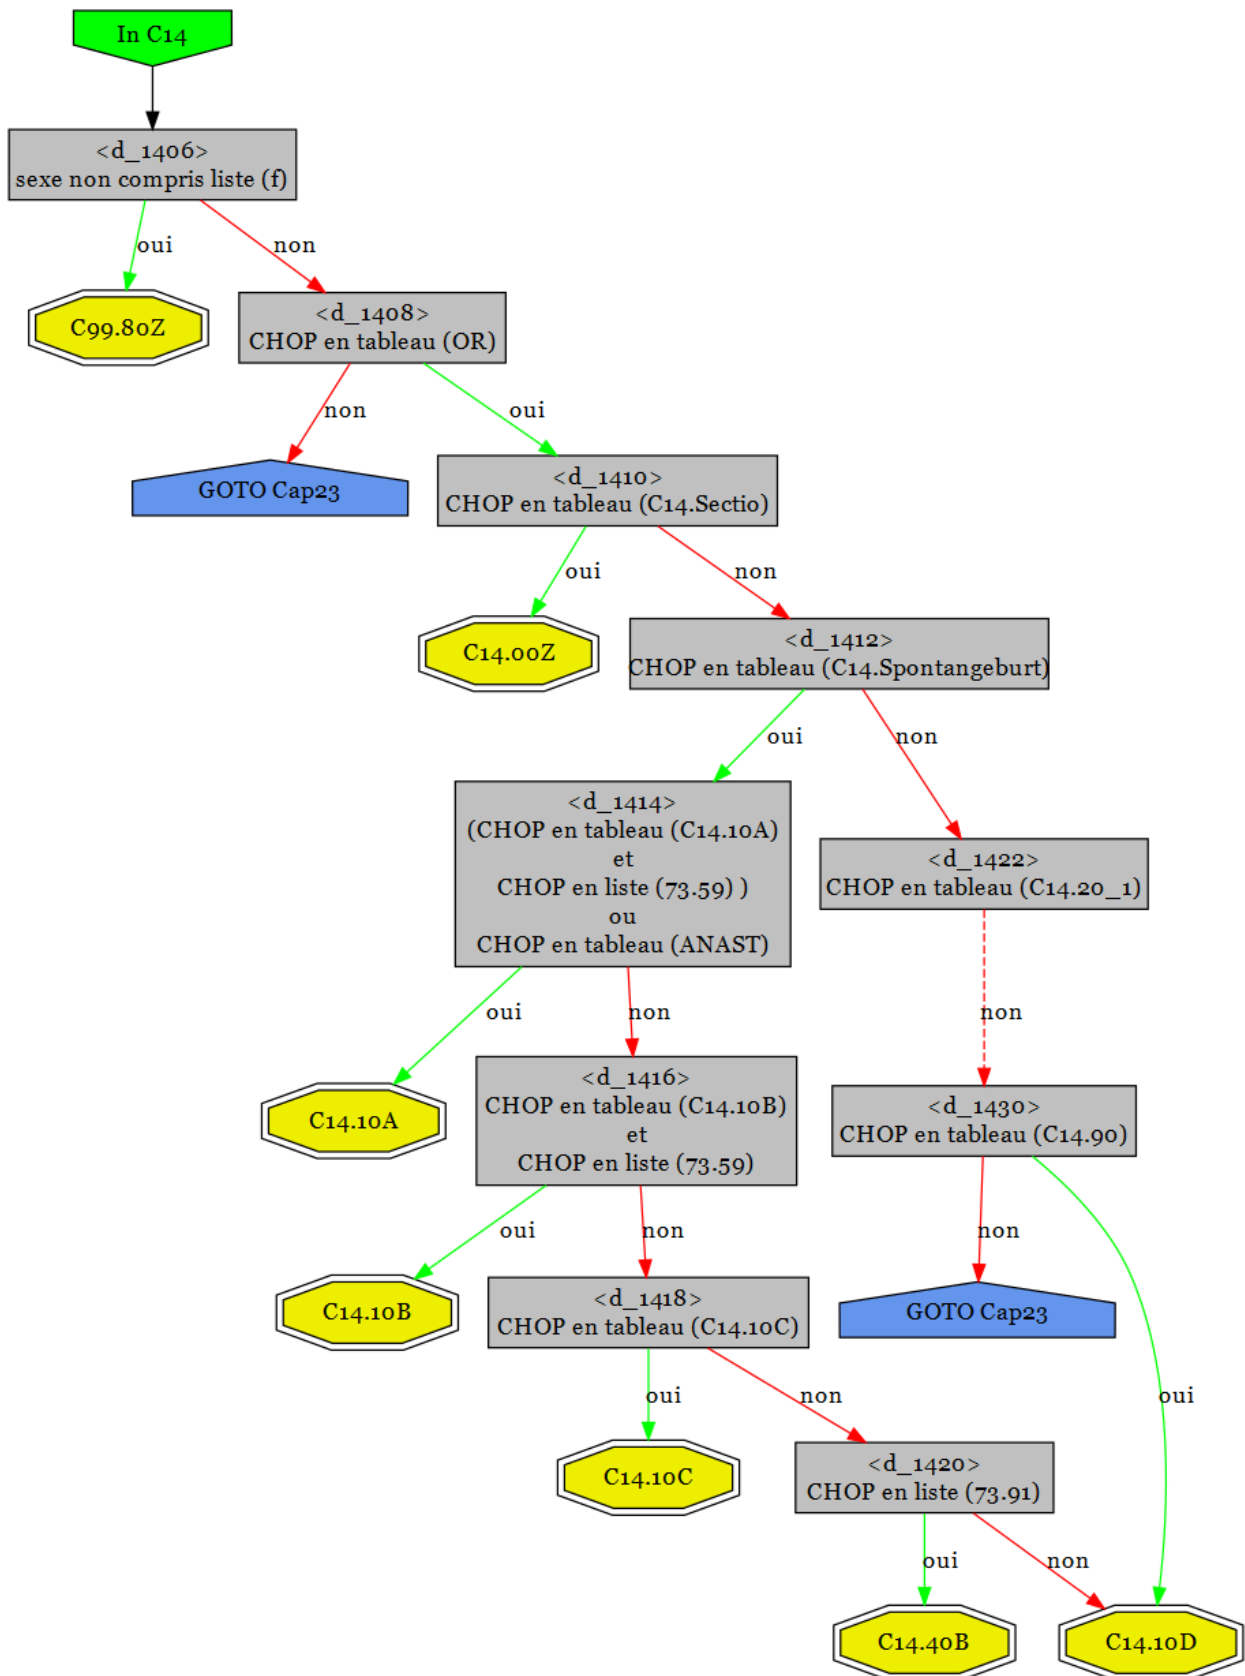 In C14
<d_1406>
sexe non compris liste (f)
oui
non
C99.80Z
<d_1408>
CHOP en tableau (OR)
non
oui
GOTO Cap23
<d_1410>
CHOP en tableau (C14.Sectio)
oui
non
C14.00Z
<d_1412>
CHOP en tableau (C14.Spontangeburt)
oui
non
<d_1414>
(CHOP en tableau (C14.10A)
et
CHOP en liste (73.59) )
ou
CHOP en tableau (ANAST)
<d_1422>
CHOP en tableau (C14.20_1)
oui
non
non
C14.10A
<d_1416>
CHOP en tableau (C14.10B)
et
CHOP en liste (73.59)
<d_1430>
CHOP en tableau (C14.90)
oui
non
non
C14.10B
<d_1418>
CHOP en tableau (C14.10C)
GOTO Cap23
oui
non
oui
C14.10C
<d_1420>
CHOP en liste (73.91)
oui
non
C14.40B
C14.10D